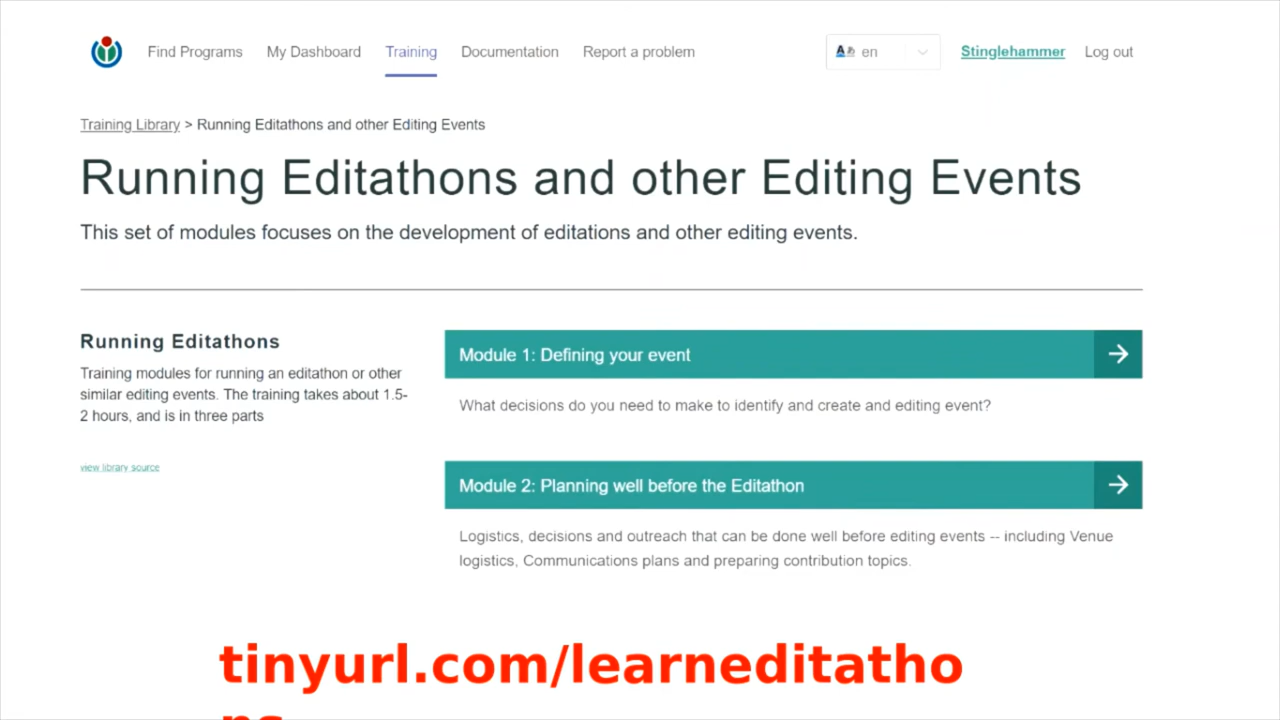 Find Programs My Dashboard Training Documentation Report a problem en Stinglehammer Log out
Training Library > Running Editathons and other Editing Events
Running Editathons and other Editing Events
This set of modules focuses on the development of editations and other editing events.
Running Editathons
Training modules for running an editathon or other
similar editing events. The training takes about 1.5-
2 hours, and is in three parts
view library source
Module 1: Defining your event
What decisions do you need to make to identify and create and editing event?
Module 2: Planning well before the Editathon
Logistics, decisions and outreach that can be done well before editing events -- including Venue
logistics, Communications plans and preparing contribution topics.
tinyurl.com/learneditatho
ns